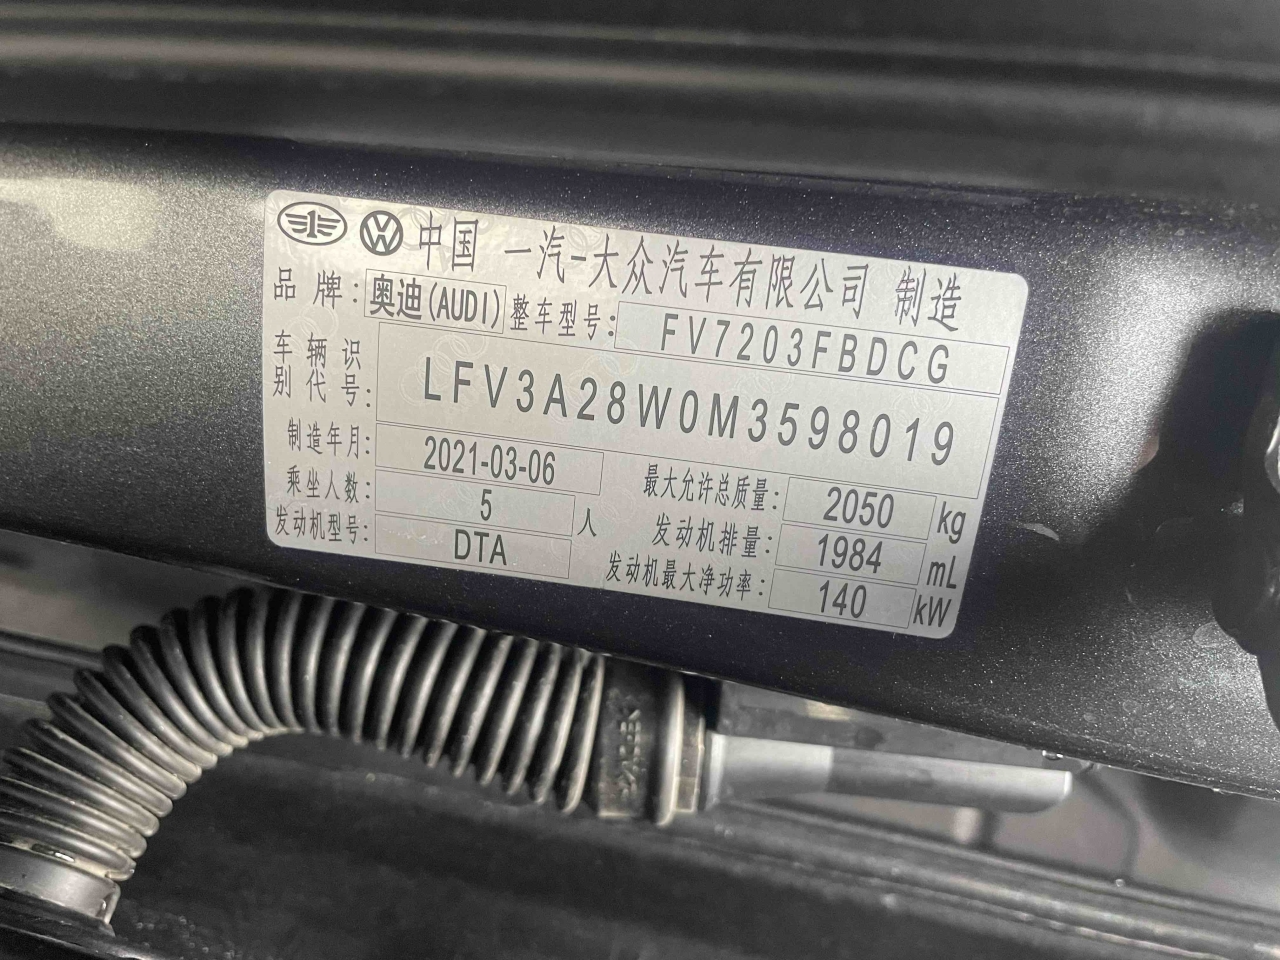 中国 一汽-大众汽车有限公司 制造
品牌: 奥迪(AUDI) 整车型号: FV7203FBDCG
车辆识别代号: LFV3A28W0M3598019
制造年月: 2021-03-06
乘坐人数: 5 人
发动机型号: DTA
最大允许总质量: 2050 kg
发动机排量: 1984 mL
发动机最大净功率: 140 kW